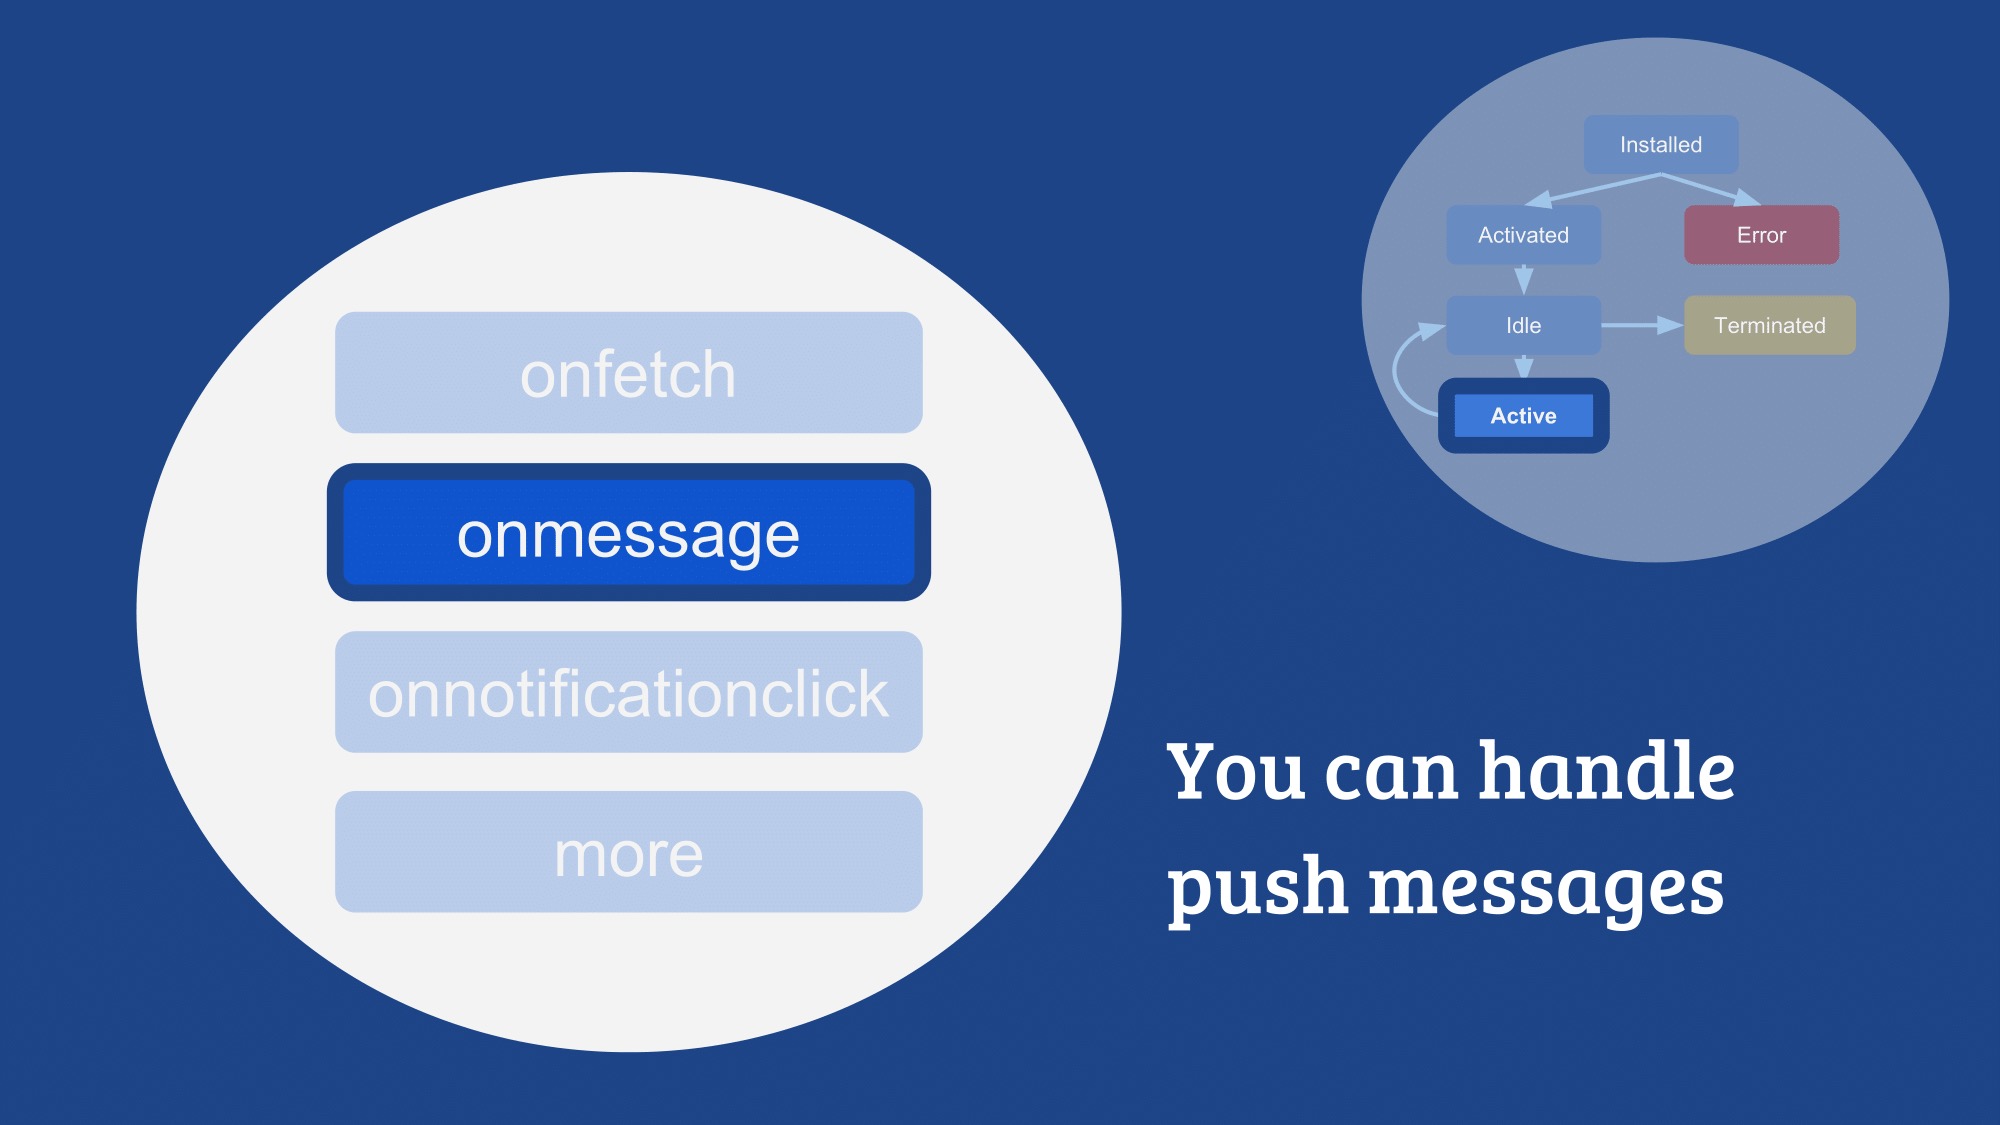 onfetch
onmessage
onnotificationclick
more
Installed
Activated
Error
Idle
Terminated
Active
You can handle
push messages